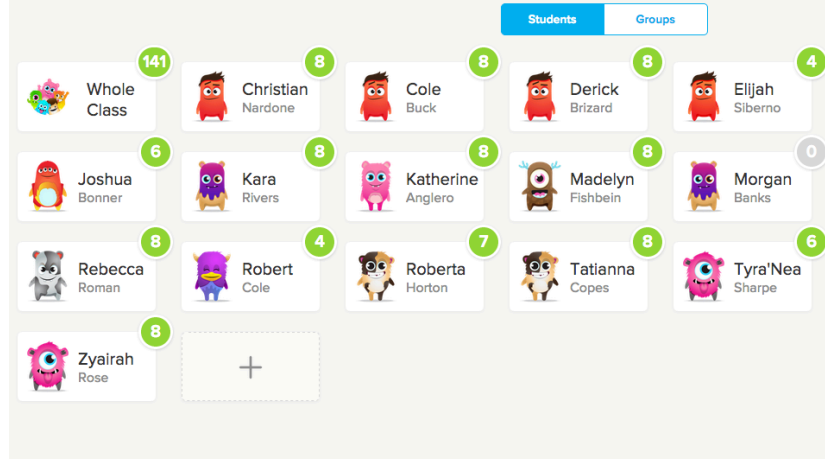 Students Groups
141 8 8 8 4
Whole Christian Cole Derick Elijah
Class Nardone Buck Brizard Siberno
6 8 8 8 0
Joshua Kara Katherine Madelyn Morgan
Bonner Rivers Anglero Fishbein Banks
8 4 7 8 6
Rebecca Robert Roberta Tatianna Tyra'Nea
Roman Cole Horton Copes Sharpe
8
Zyairah
Rose
+